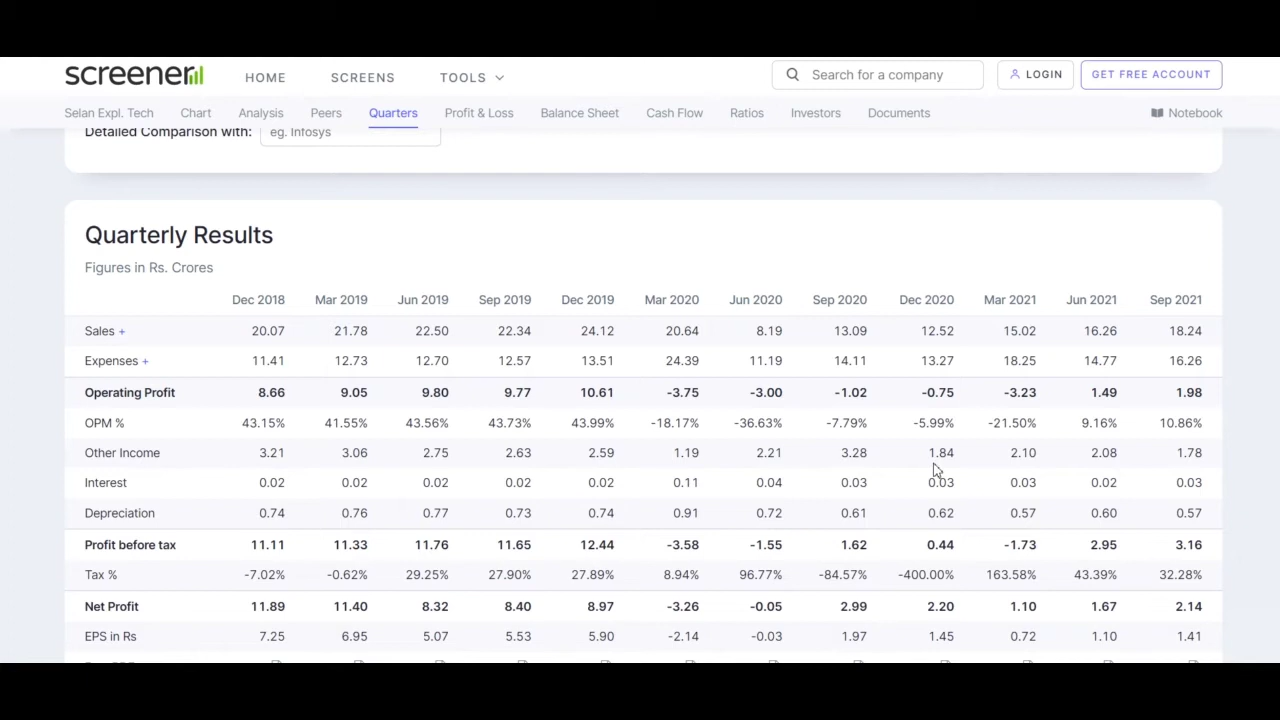 screener HOME SCREENS TOOLS Search for a company LOGIN GET FREE ACCOUNT
Selan Expl. Tech Chart Analysis Peers Quarters Profit & Loss Balance Sheet Cash Flow Ratios Investors Documents Notebook
Detailed Comparison with: eg. Infosys
Quarterly Results
Figures in Rs. Crores
Dec 2018 Mar 2019 Jun 2019 Sep 2019 Dec 2019 Mar 2020 Jun 2020 Sep 2020 Dec 2020 Mar 2021 Jun 2021 Sep 2021
Sales + 20.07 21.78 22.50 22.34 24.12 20.64 8.19 13.09 12.52 15.02 16.26 18.24
Expenses + 11.41 12.73 12.70 12.57 13.51 24.39 11.19 14.11 13.27 18.25 14.77 16.26
Operating Profit 8.66 9.05 9.80 9.77 10.61 -3.75 -3.00 -1.02 -0.75 -3.23 1.49 1.98
OPM % 43.15% 41.55% 43.56% 43.73% 43.99% -18.17% -36.63% -7.79% -5.99% -21.50% 9.16% 10.86%
Other Income 3.21 3.06 2.75 2.63 2.59 1.19 2.21 3.28 1.84 2.10 2.08 1.78
Interest 0.02 0.02 0.02 0.02 0.02 0.11 0.04 0.03 0.03 0.03 0.02 0.03
Depreciation 0.74 0.76 0.77 0.73 0.74 0.91 0.72 0.61 0.62 0.57 0.60 0.57
Profit before tax 11.11 11.33 11.76 11.65 12.44 -3.58 -1.55 1.62 0.44 -1.73 2.95 3.16
Tax % -7.02% -0.62% 29.25% 27.90% 27.89% 8.94% 96.77% -84.57% -400.00% 163.58% 43.39% 32.28%
Net Profit 11.89 11.40 8.32 8.40 8.97 -3.26 -0.05 2.99 2.20 1.10 1.67 2.14
EPS in Rs 7.25 6.95 5.07 5.53 5.90 -2.14 -0.03 1.97 1.45 0.72 1.10 1.41